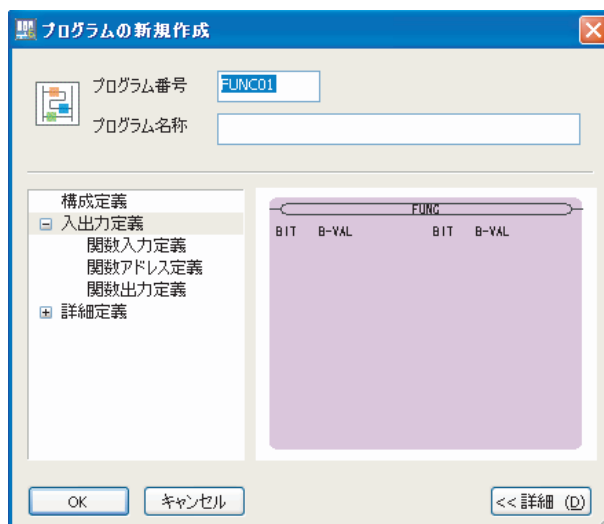 プログラムの新規作成
プログラム番号 FUNC01
プログラム名称
構成定義
入出力定義
関数入力定義
関数アドレス定義
関数出力定義
詳細定義
FUNC
BIT B-VAL BIT B-VAL
OK キャンセル <<詳細 (D)